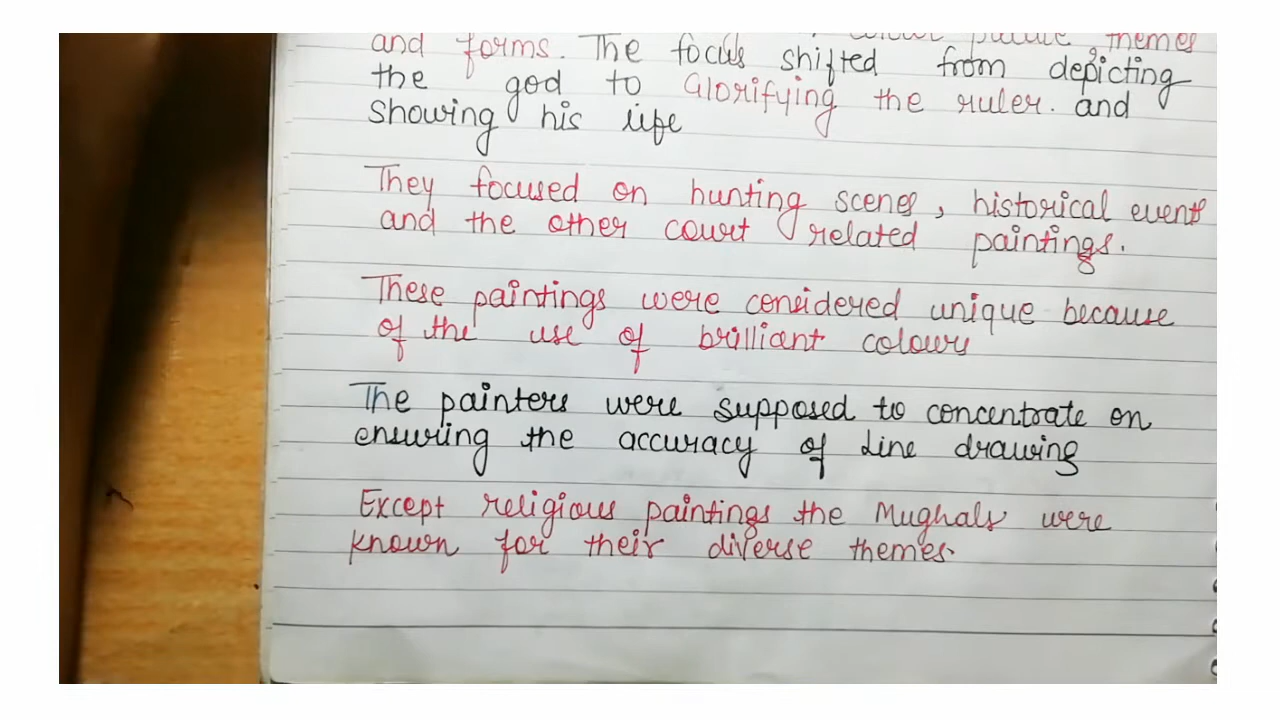 themes
and forms. The focus shifted from depicting
the god to Glorifying the ruler. and
Showing his life
They focused on hunting scenes, historical event
and the other court related paintings.
These paintings were considered unique because
of the use of brilliant colours
The painters were supposed to concentrate on
ensuring the accuracy of Line drawing
Except religious paintings the Mughals were
known for their diverse themes.